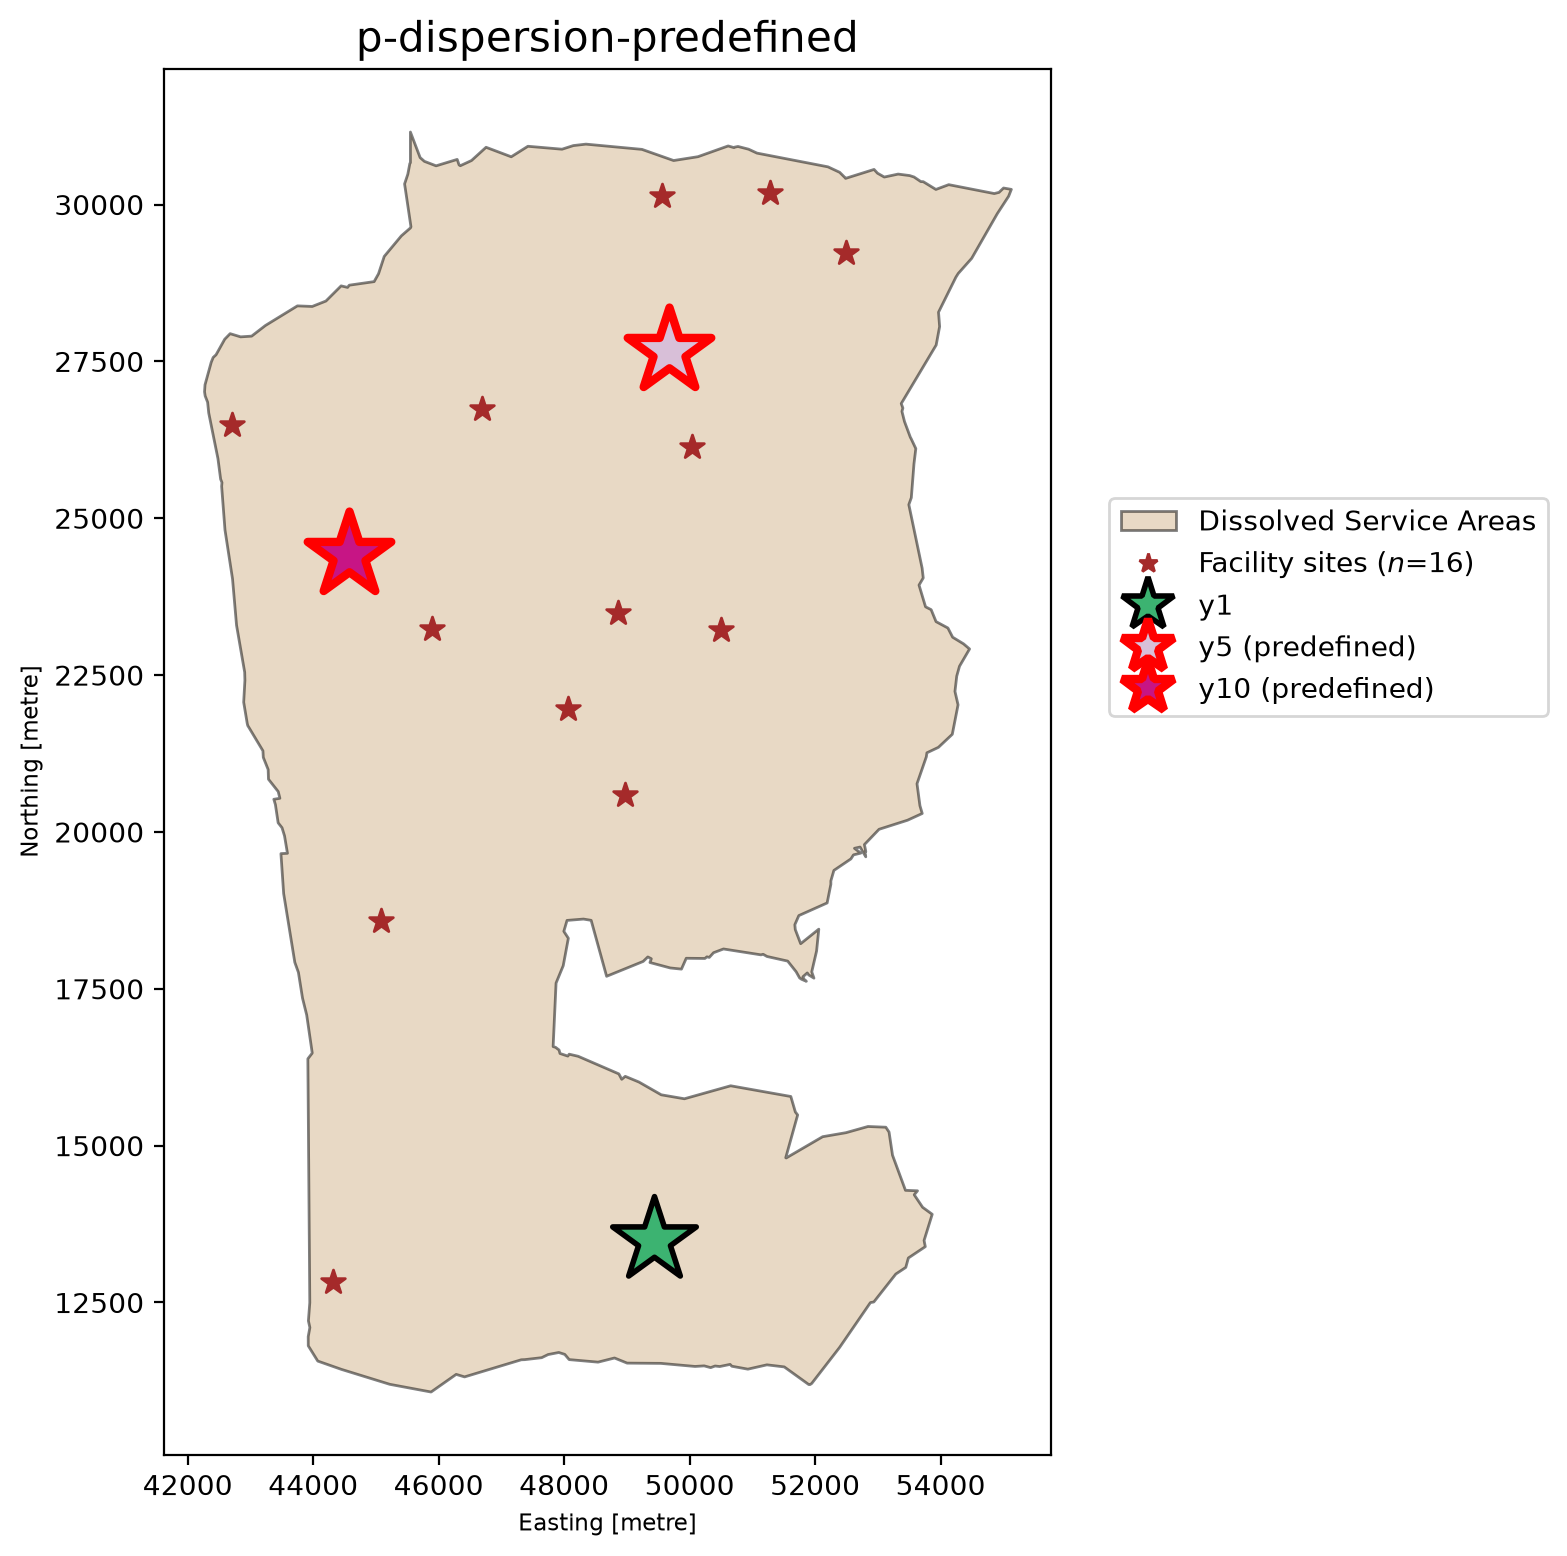 p-dispersion-predefined
30000
27500
25000
22500
20000
17500
15000
12500
Northing [metre]
42000 44000 46000 48000 50000 52000 54000
Easting [metre]
Dissolved Service Areas
Facility sites (n=16)
y1
y5 (predefined)
y10 (predefined)